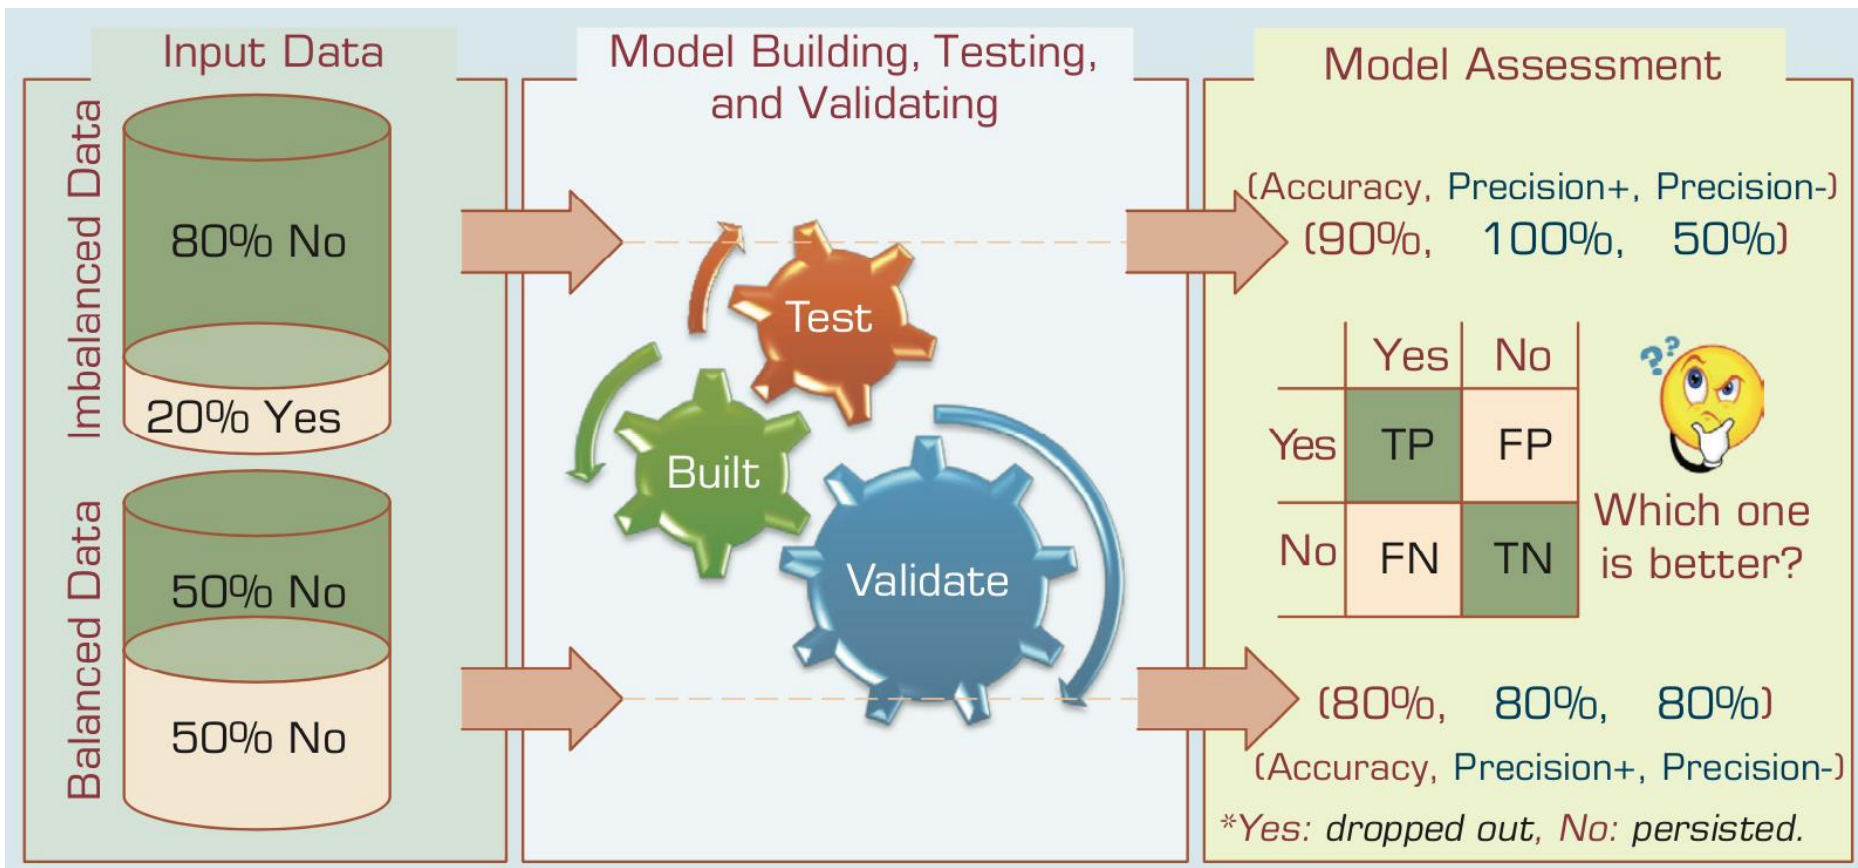 Input Data
Imbalanced Data
80% No
20% Yes
Balanced Data
50% No
50% No
Model Building, Testing,
and Validating
Test
Built
Validate
Model Assessment
(Accuracy, Precision+, Precision-)
(90%, 100%, 50%)
Yes No
Yes TP FP
No FN TN
??
Which one
is better?
(80%, 80%, 80%)
(Accuracy, Precision+, Precision-)
*Yes: dropped out, No: persisted.